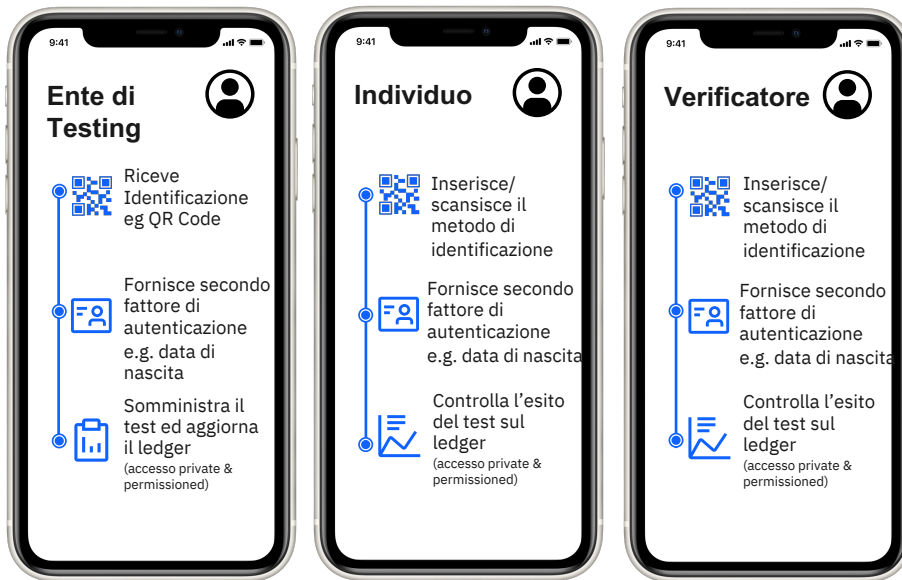 9:41
Ente di
Testing
Riceve
Identificazione
eg QR Code
Fornisce secondo
fattore di
autenticazione
e.g. data di
nascita
Somministra il
test ed aggiorna
il ledger
(accesso private &
permissioned)
9:41
Individuo
Inserisce/
scansisce il
metodo di
identificazione
Fornisce secondo
fattore di
autenticazione
e.g. data di nascita
Controlla l’esito
del test sul
ledger
(accesso private &
permissioned)
9:41
Verificatore
Inserisce/
scansisce il
metodo di
identificazione
Fornisce secondo
fattore di
autenticazione
e.g. data di nascita
Controlla l’esito
del test sul
ledger
(accesso private &
permissioned)